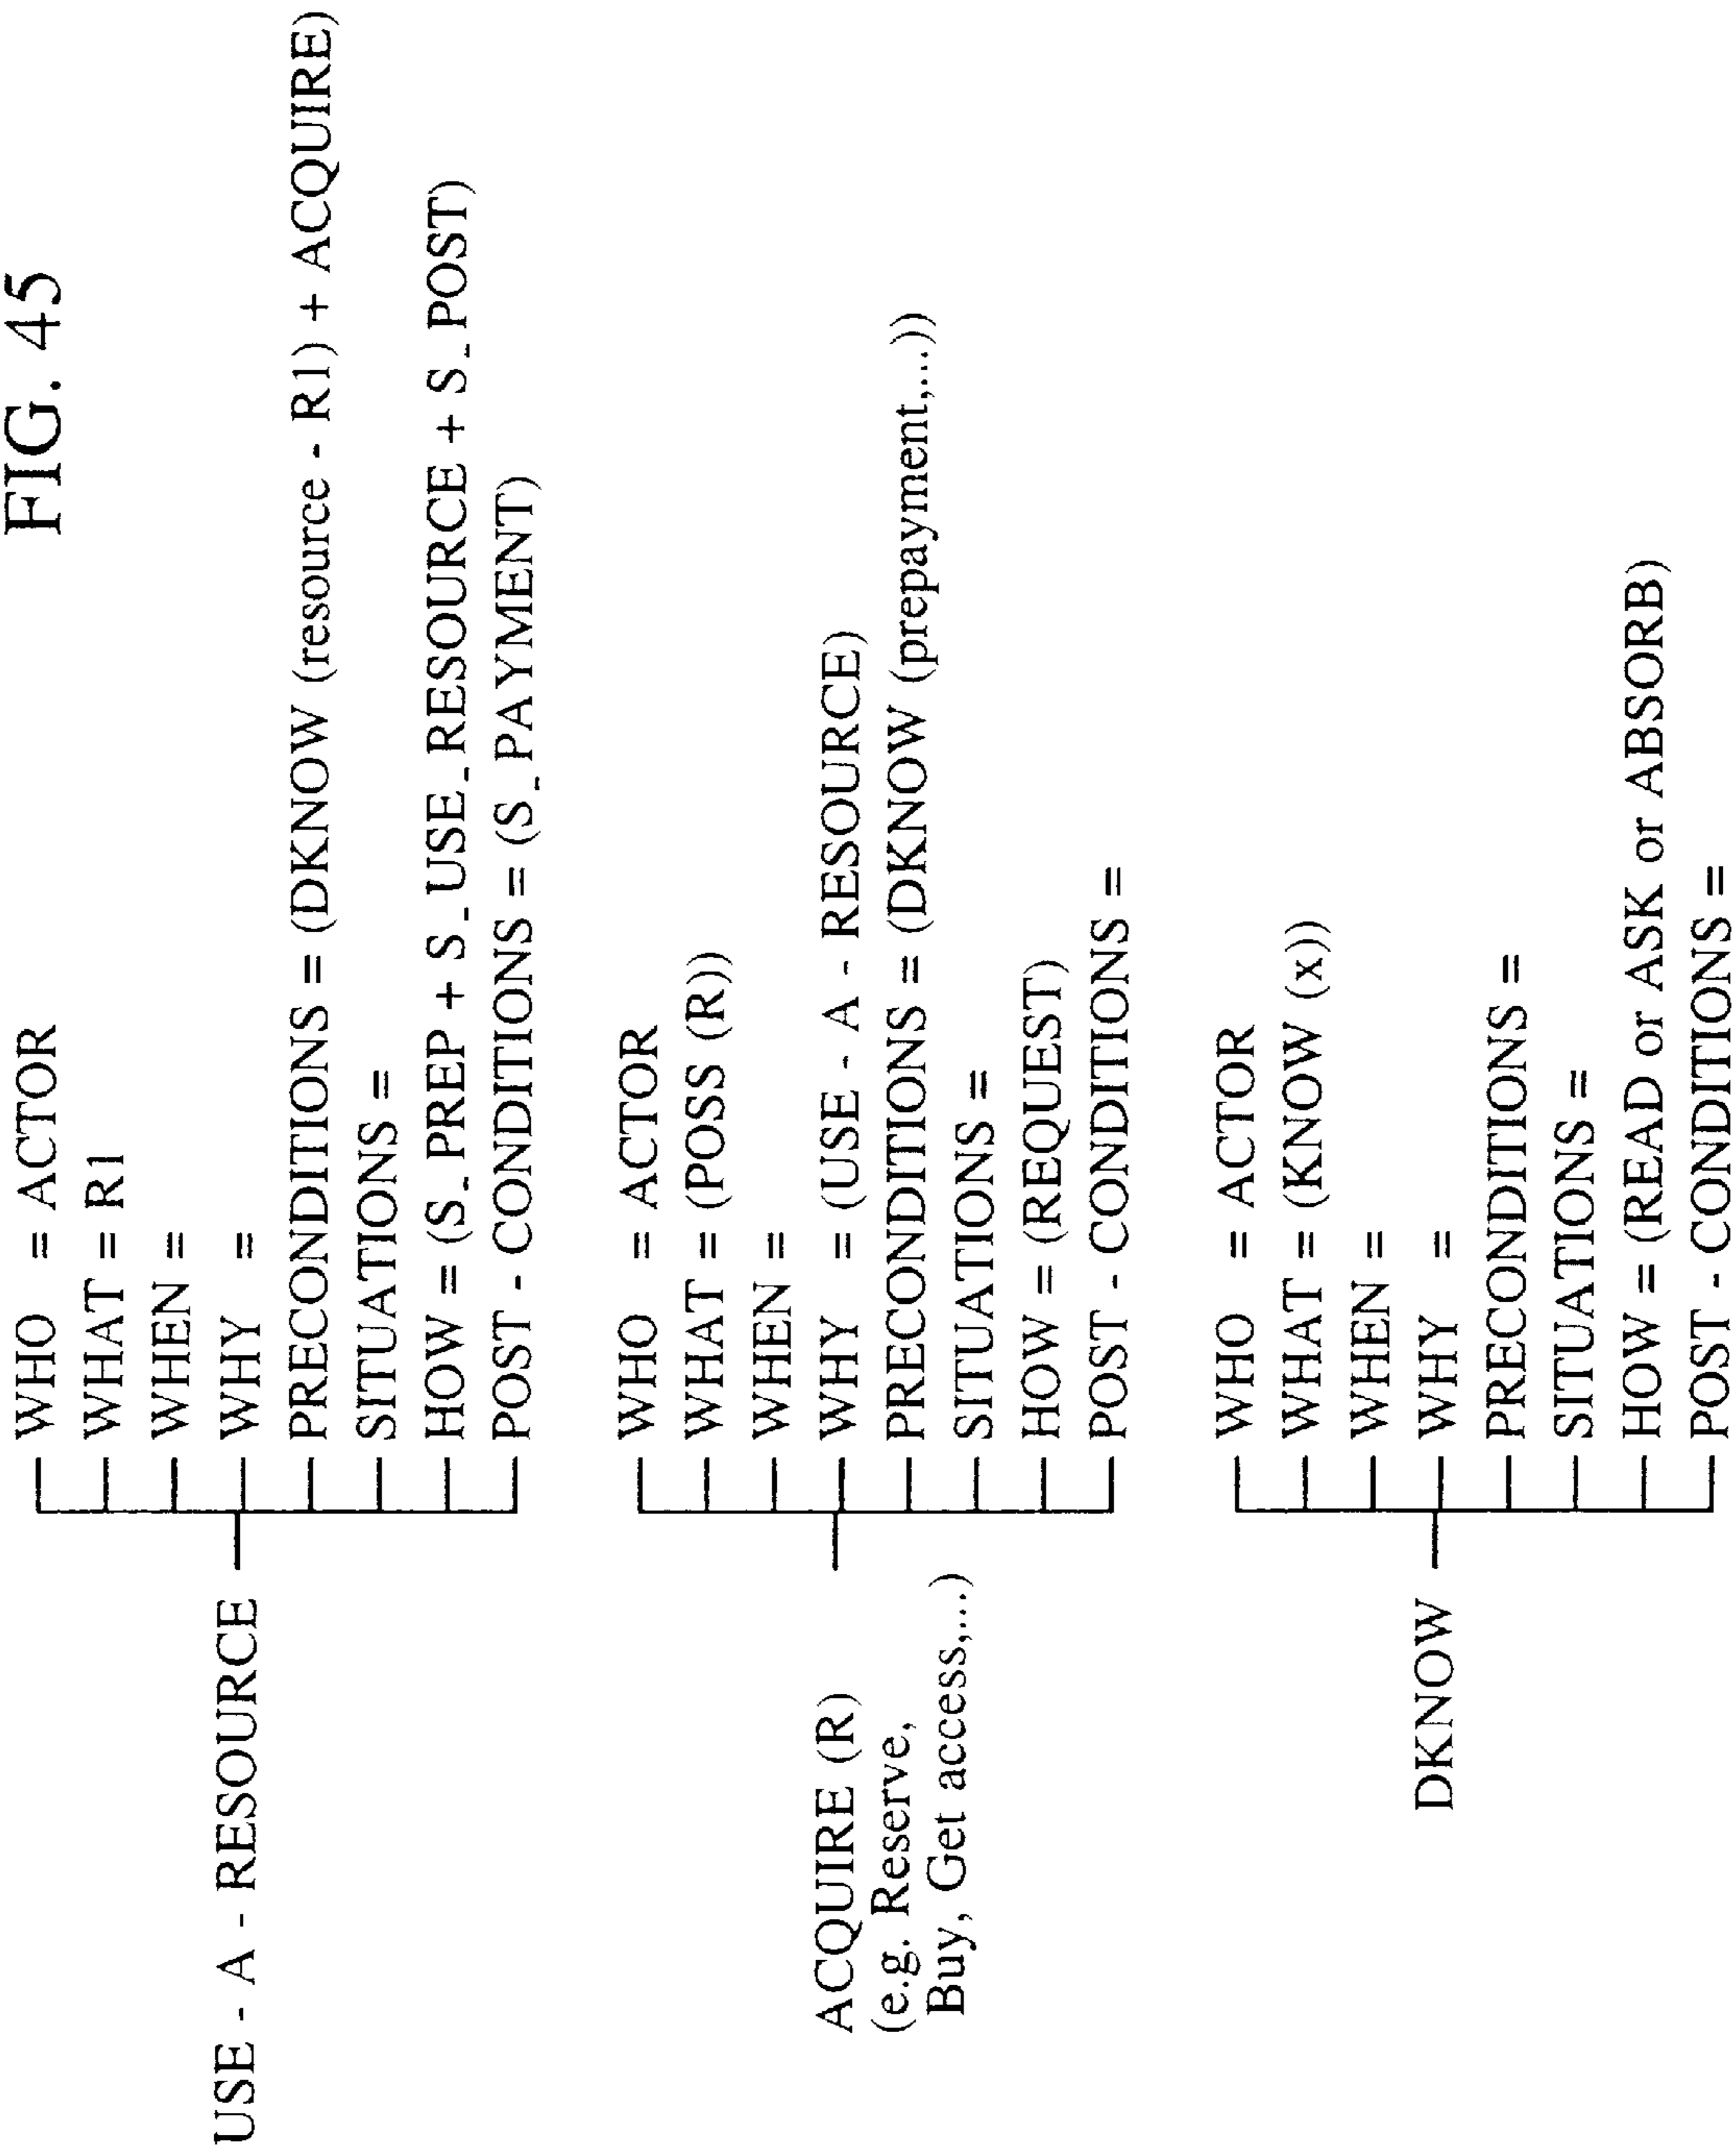 FIG. 45
USE - A - RESOURCE
WHO = ACTOR
WHAT = R1
WHEN =
WHY =
PRECONDITIONS = (DKNOW (resource - R1) + ACQUIRE)
SITUATIONS =
HOW = (S_PREP + S_USE_RESOURCE + S_POST)
POST - CONDITIONS = (S_PAYMENT)
ACQUIRE (R)
(e.g. Reserve,
Buy, Get access,...)
WHO = ACTOR
WHAT = (POSS (R))
WHEN =
WHY = (USE - A - RESOURCE)
PRECONDITIONS = (DKNOW (prepayment,...))
SITUATIONS =
HOW = (REQUEST)
POST - CONDITIONS =
DKNOW
WHO = ACTOR
WHAT = (KNOW (x))
WHEN =
WHY =
PRECONDITIONS =
SITUATIONS =
HOW = (READ or ASK or ABSORB)
POST - CONDITIONS =